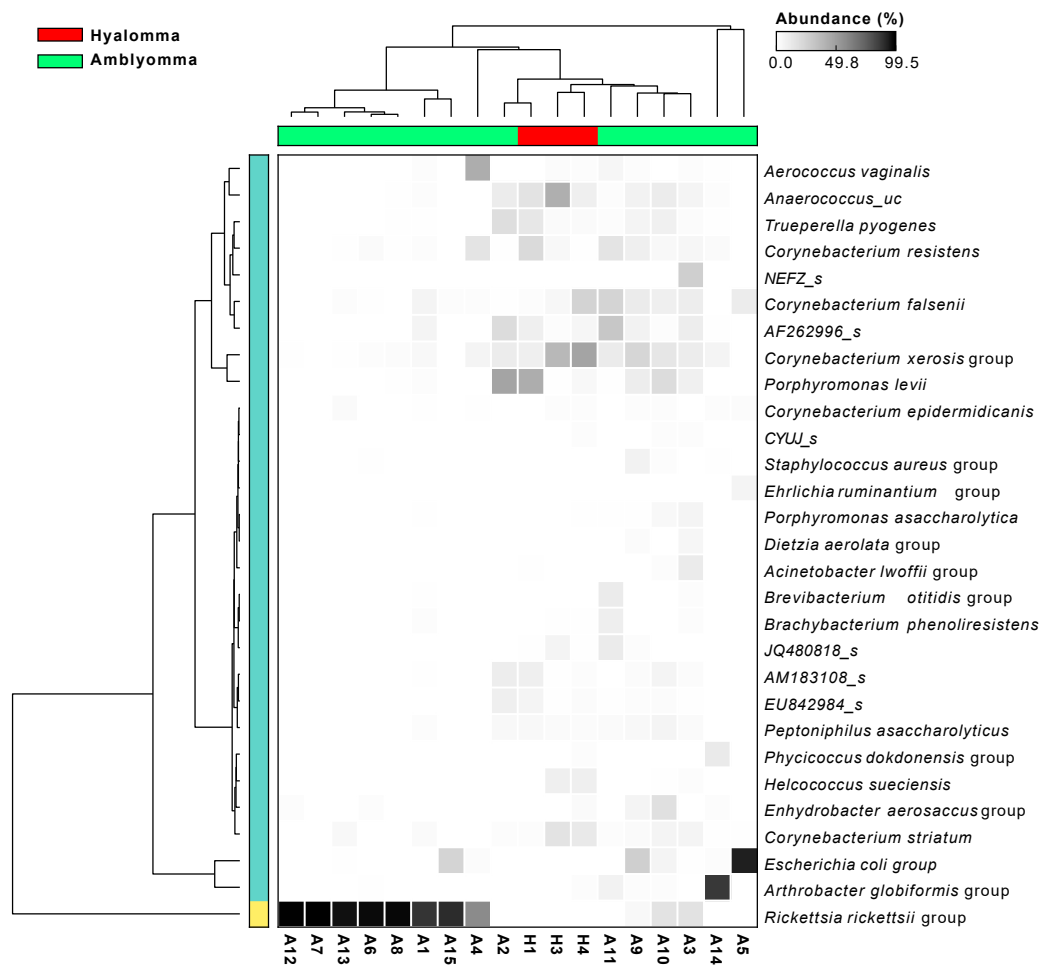 Abundance (%)
Hyalomma
Amblyomma
0.0 49.8 99.5
Aerococcus vaginalis
Anaerococcus_uc
Trueperella pyogenes
Corynebacterium resistens
NEFZ_s
Corynebacterium falsenii
AF262996_s
Corynebacterium xerosis group
Porphyromonas levii
Corynebacterium epidermidicanis
CYUJ_s
Staphylococcus aureus group
Ehrlichia ruminantium group
Porphyromonas asaccharolytica
Dietzia aerolata group
Acinetobacter lwoffii group
Brevibacterium otitidis group
Brachybacterium phenoliresistens
JQ480818_s
AM183108_s
EU842984_s
Peptoniphilus asaccharolyticus
Phycicoccus dokdonensis group
Helcococcus sueciensis
Enhydrobacter aerosaccus group
Corynebacterium striatum
Escherichia coli group
Arthrobacter globiformis group
Rickettsia rickettsii group
A12 A7 A13 A6 A8 A1 A15 A4 A2 H1 H3 H4 A11 A9 A10 A3 A14 A5